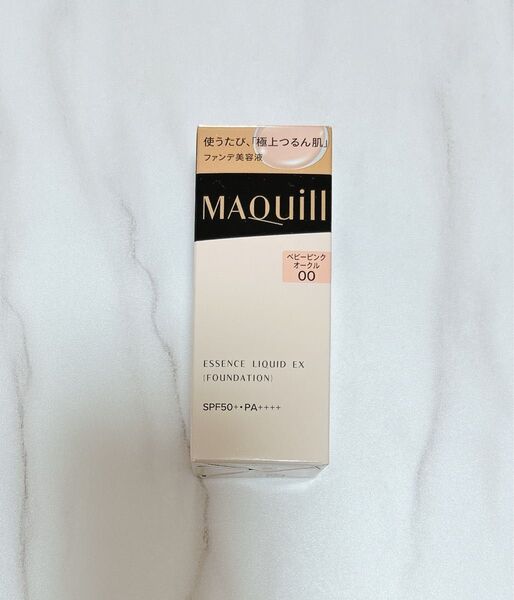 使うたび、「極上つるん肌」
ファンデ美容液
MAQuill
ベビーピンク
オークル
00
ESSENCE LIQUID EX
(FOUNDATION)
SPF50+・PA++++